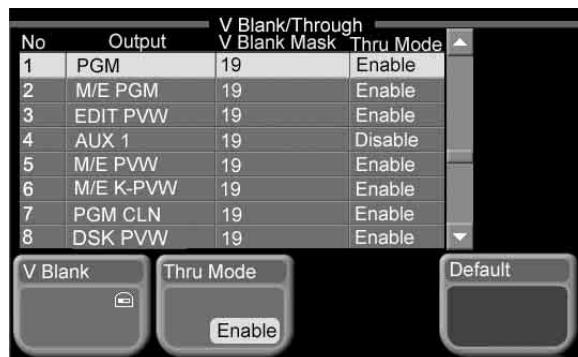 V Blank/Through
No Output V Blank Mask Thru Mode
1 PGM 19 Enable
2 M/E PGM 19 Enable
3 EDIT PVW 19 Enable
4 AUX 1 19 Disable
5 M/E PVW 19 Enable
6 M/E K-PVW 19 Enable
7 PGM CLN 19 Enable
8 DSK PVW 19 Enable
V Blank Thru Mode Default
Enable